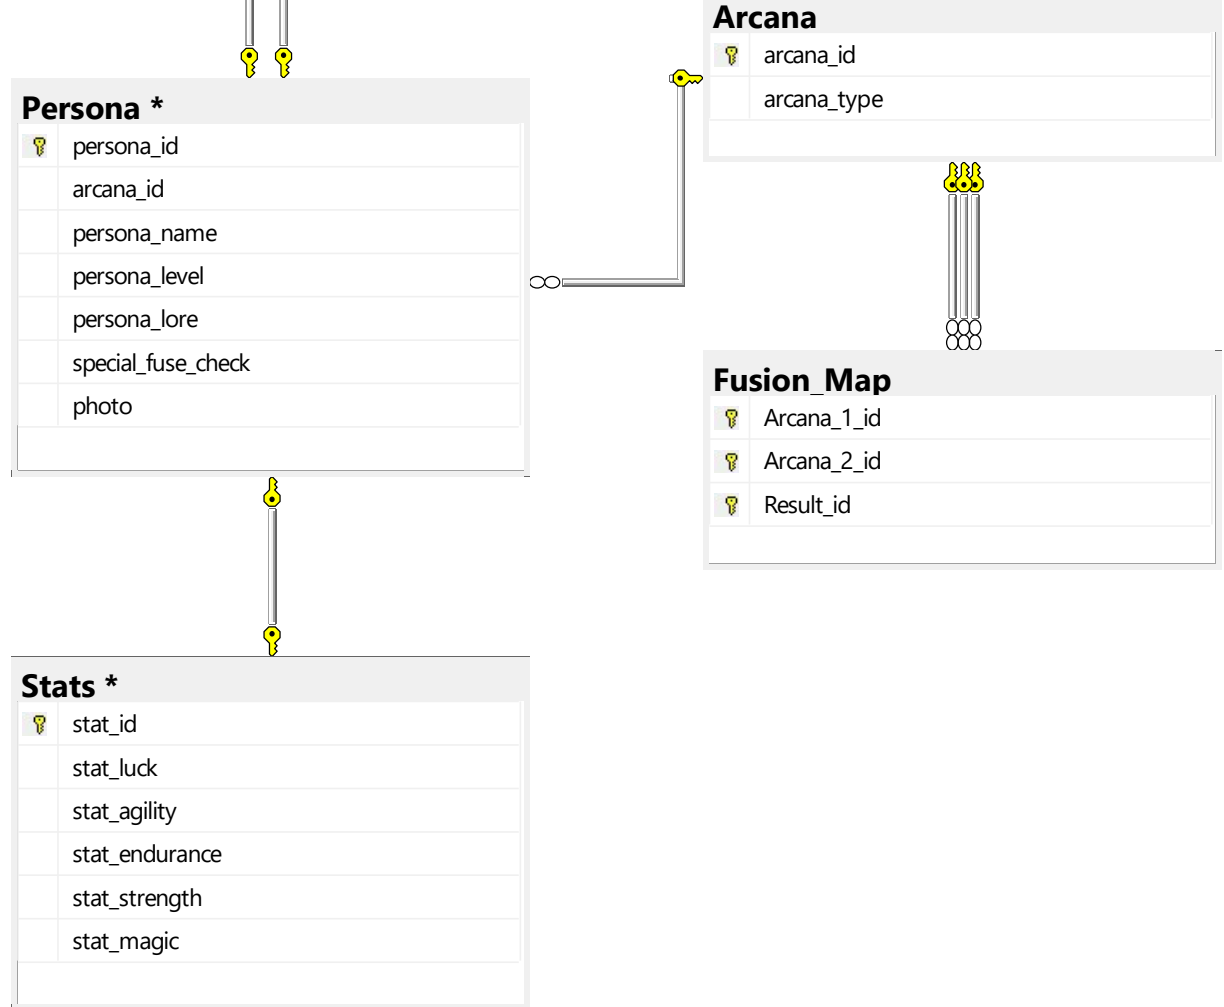 Persona *
persona_id
arcana_id
persona_name
persona_level
persona_lore
special_fuse_check
photo
Arcana
arcana_id
arcana_type
Fusion_Map
Arcana_1_id
Arcana_2_id
Result_id
Stats *
stat_id
stat_luck
stat_agility
stat_endurance
stat_strength
stat_magic